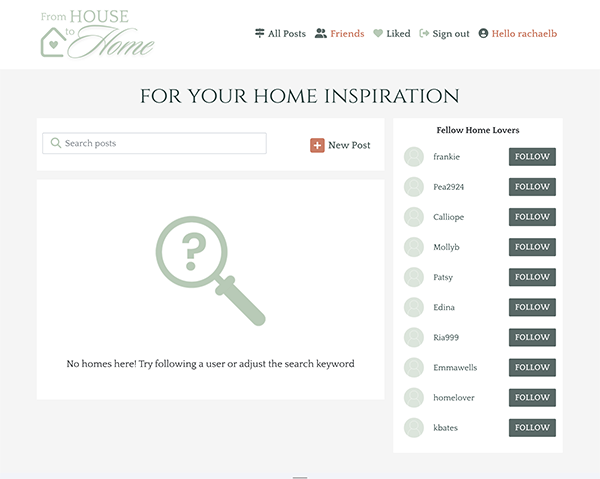 From HOUSE
to Home
All Posts Friends Liked Sign out Hello rachaelb
FOR YOUR HOME INSPIRATION
Search posts
New Post
?
No homes here! Try following a user or adjust the search keyword
Fellow Home Lovers
frankie FOLLOW
Pea2924 FOLLOW
Calliope FOLLOW
Mollyb FOLLOW
Patsy FOLLOW
Edina FOLLOW
Ria999 FOLLOW
Emmawells FOLLOW
homelover FOLLOW
kbates FOLLOW